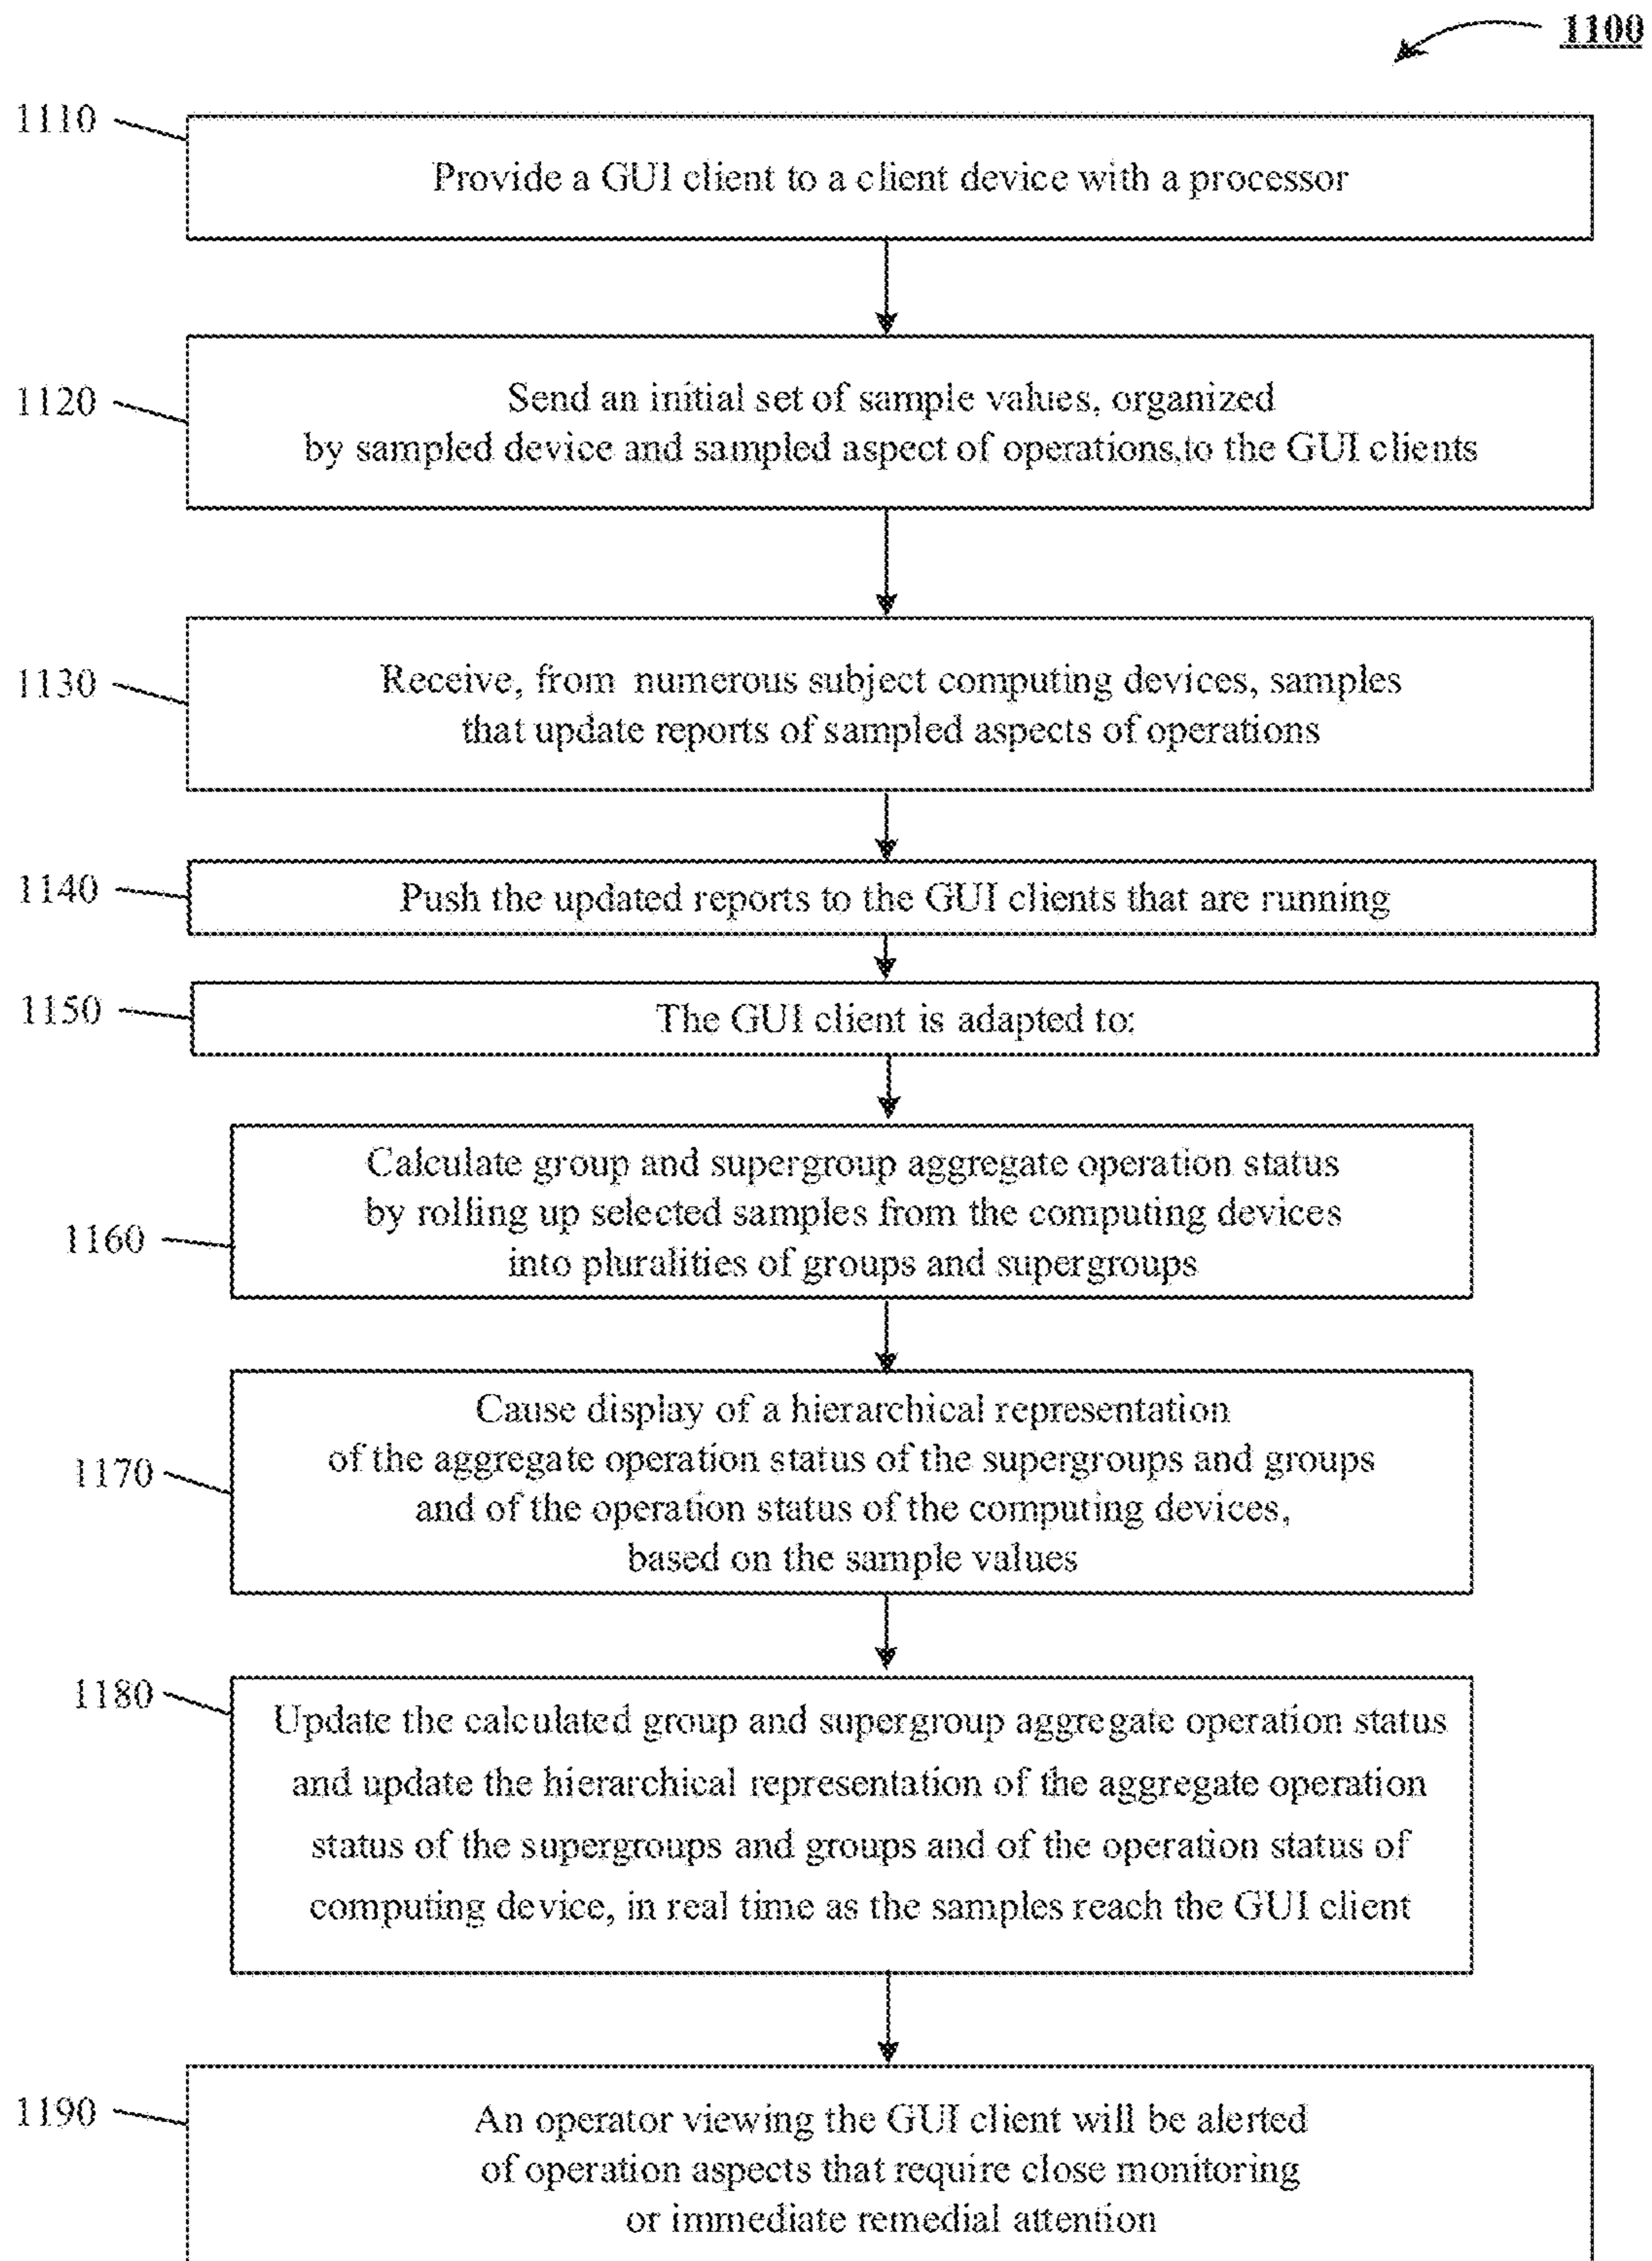 1100
1110
Provide a GUI client to a client device with a processor
1120
Send an initial set of sample values, organized
by sampled device and sampled aspect of operations,to the GUI clients
1130
Receive, from numerous subject computing devices, samples
that update reports of sampled aspects of operations
1140
Push the updated reports to the GUI clients that are running
1150
The GUI client is adapted to:
1160
Calculate group and supergroup aggregate operation status
by rolling up selected samples from the computing devices
into pluralities of groups and supergroups
1170
Cause display of a hierarchical representation
of the aggregate operation status of the supergroups and groups
and of the operation status of the computing devices,
based on the sample values
1180
Update the calculated group and supergroup aggregate operation status
and update the hierarchical representation of the aggregate operation
status of the supergroups and groups and of the operation status of
computing device, in real time as the samples reach the GUI client
1190
An operator viewing the GUI client will be alerted
of operation aspects that require close monitoring
or immediate remedial attention